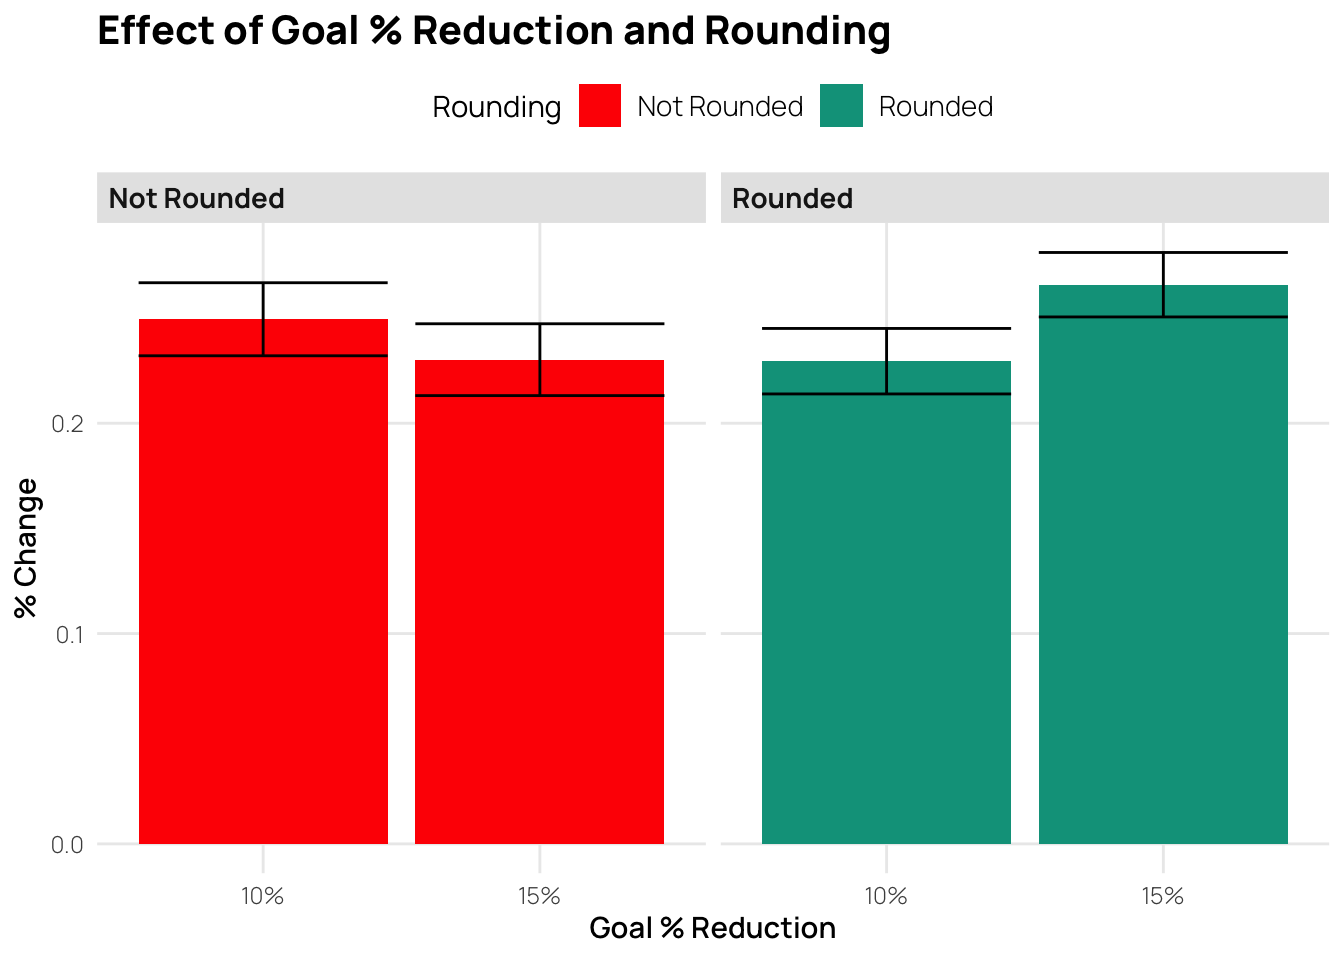 Effect of Goal % Reduction and Rounding
Rounding Not Rounded Rounded
Not Rounded Rounded
0.2
0.1
0.0
% Change
10% 15% 10% 15%
Goal % Reduction